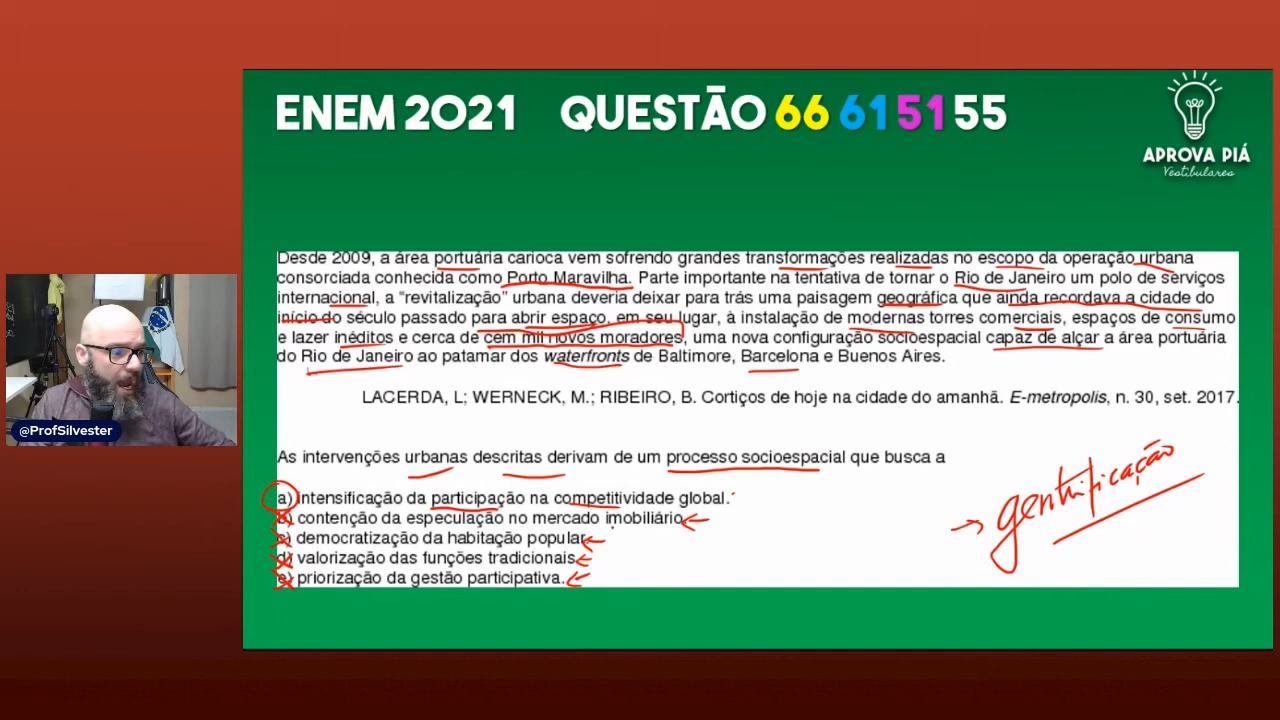 ENEM 2021 QUESTÃO 66 61 51 55
APROVA PIÁ
Vestibulares
Desde 2009, a área portuária carioca vem sofrendo grandes transformações realizadas no escopo da operação urbana
consorciada conhecida como Porto Maravilha. Parte importante na tentativa de tornar o Rio de Janeiro um polo de serviços
internacional, a “revitalização” urbana deveria deixar para trás uma paisagem geográfica que ainda recordava a cidade do
início do século passado para abrir espaço, em seu lugar, à instalação de modernas torres comerciais, espaços de consumo
e lazer inéditos e cerca de cem mil novos moradores, uma nova configuração socioespacial capaz de alçar a área portuária
do Rio de Janeiro ao patamar dos waterfronts de Baltimore, Barcelona e Buenos Aires.
LACERDA, L; WERNECK, M.; RIBEIRO, B. Cortiços de hoje na cidade do amanhã. E-metropolis, n. 30, set. 2017.
As intervenções urbanas descritas derivam de um processo socioespacial que busca a
a) intensificação da participação na competitividade global.
b) contenção da especulação no mercado imobiliário.
c) democratização da habitação popular.
d) valorização das funções tradicionais.
e) priorização da gestão participativa.
gentrificação
@ProfSilvester